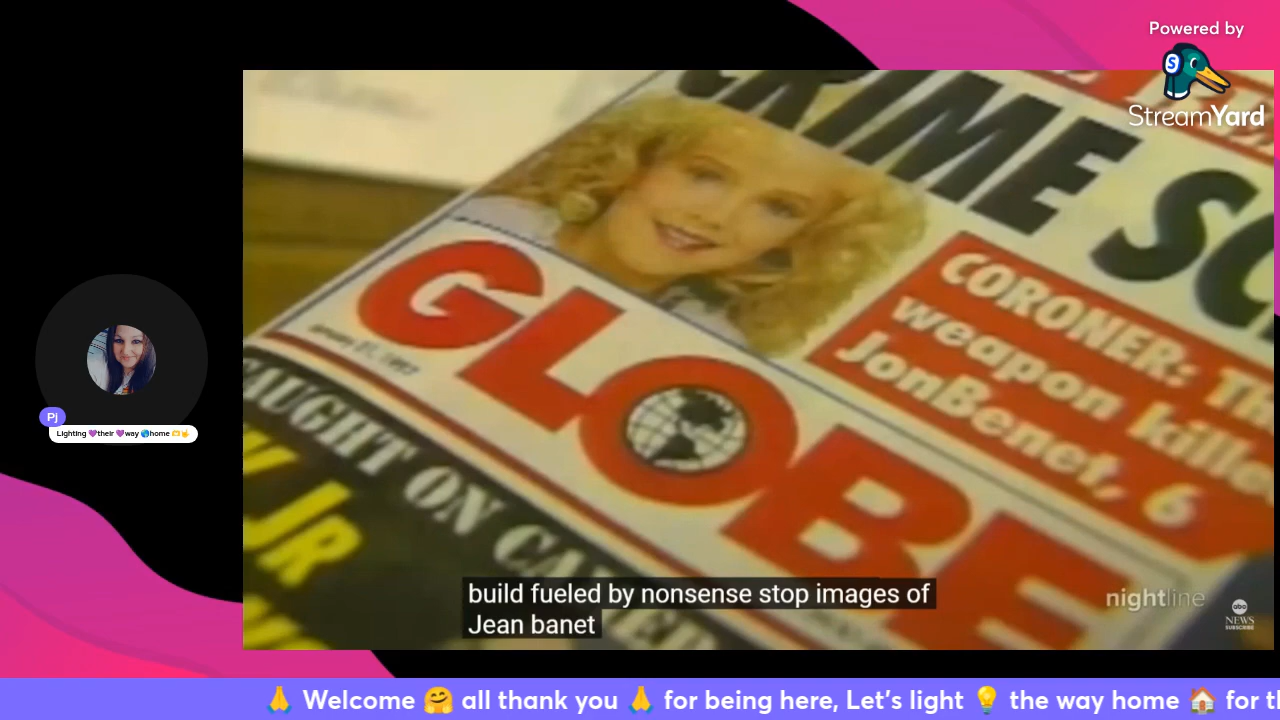 Powered by
StreamYard
CRIME SC
CORONER: Th
weapon kille
JonBenet, 6
GLOBE
AUGHT ON CA
Jr
build fueled by nonsense stop images of
Jean banet
nightline
abc
NEWS
SUBSCRIBE
Pj
Lighting 💜their 💜way 🌎home 🫶🤟
🙏 Welcome 🤗 all thank you 🙏 for being here, Let's light 💡 the way home 🏠 for th